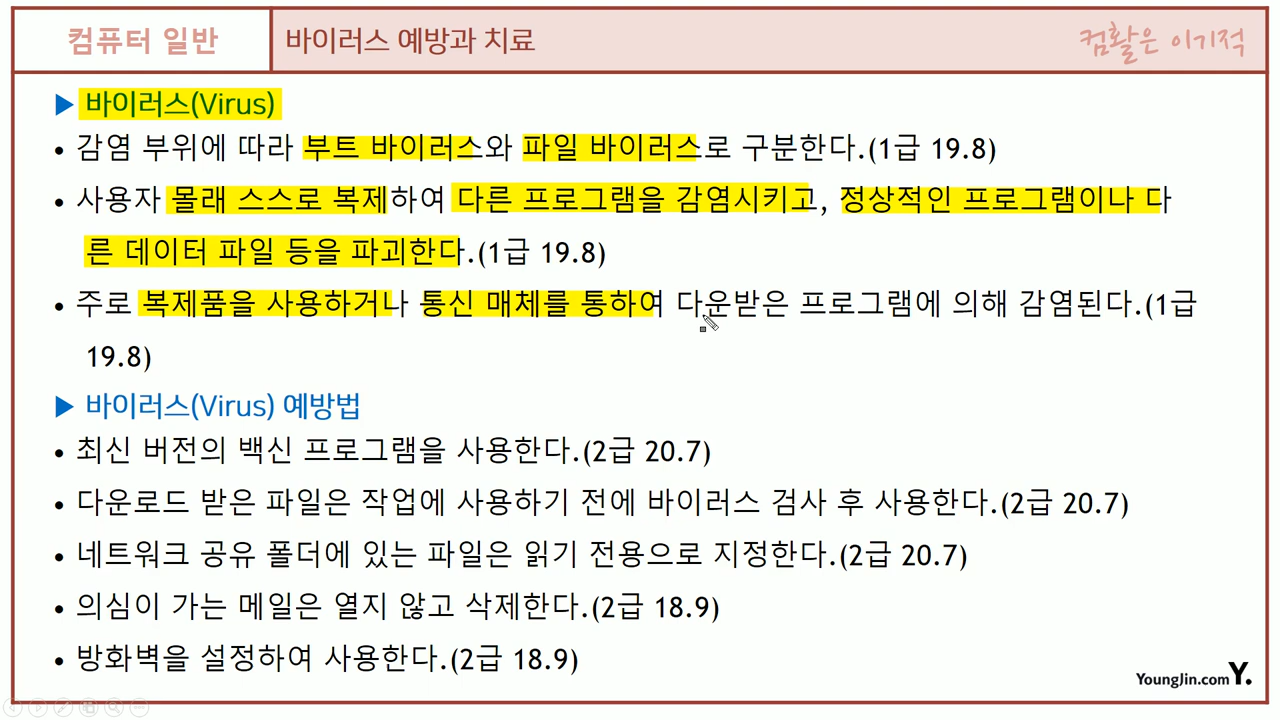 컴퓨터 일반
바이러스 예방과 치료
컴활은 이기적
▶ 바이러스(Virus)
• 감염 부위에 따라 부트 바이러스와 파일 바이러스로 구분한다.(1급 19.8)
• 사용자 몰래 스스로 복제하여 다른 프로그램을 감염시키고, 정상적인 프로그램이나 다
른 데이터 파일 등을 파괴한다.(1급 19.8)
• 주로 복제품을 사용하거나 통신 매체를 통하여 다운받은 프로그램에 의해 감염된다.(1급
19.8)
▶ 바이러스(Virus) 예방법
• 최신 버전의 백신 프로그램을 사용한다.(2급 20.7)
• 다운로드 받은 파일은 작업에 사용하기 전에 바이러스 검사 후 사용한다.(2급 20.7)
• 네트워크 공유 폴더에 있는 파일은 읽기 전용으로 지정한다.(2급 20.7)
• 의심이 가는 메일은 열지 않고 삭제한다.(2급 18.9)
• 방화벽을 설정하여 사용한다.(2급 18.9)
YoungJin.com Y.